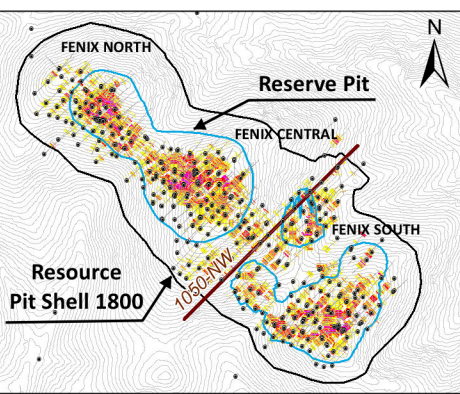 N
FENIX NORTH
Reserve Pit
FENIX CENTRAL
FENIX SOUTH
1050-NW
Resource
Pit Shell 1800